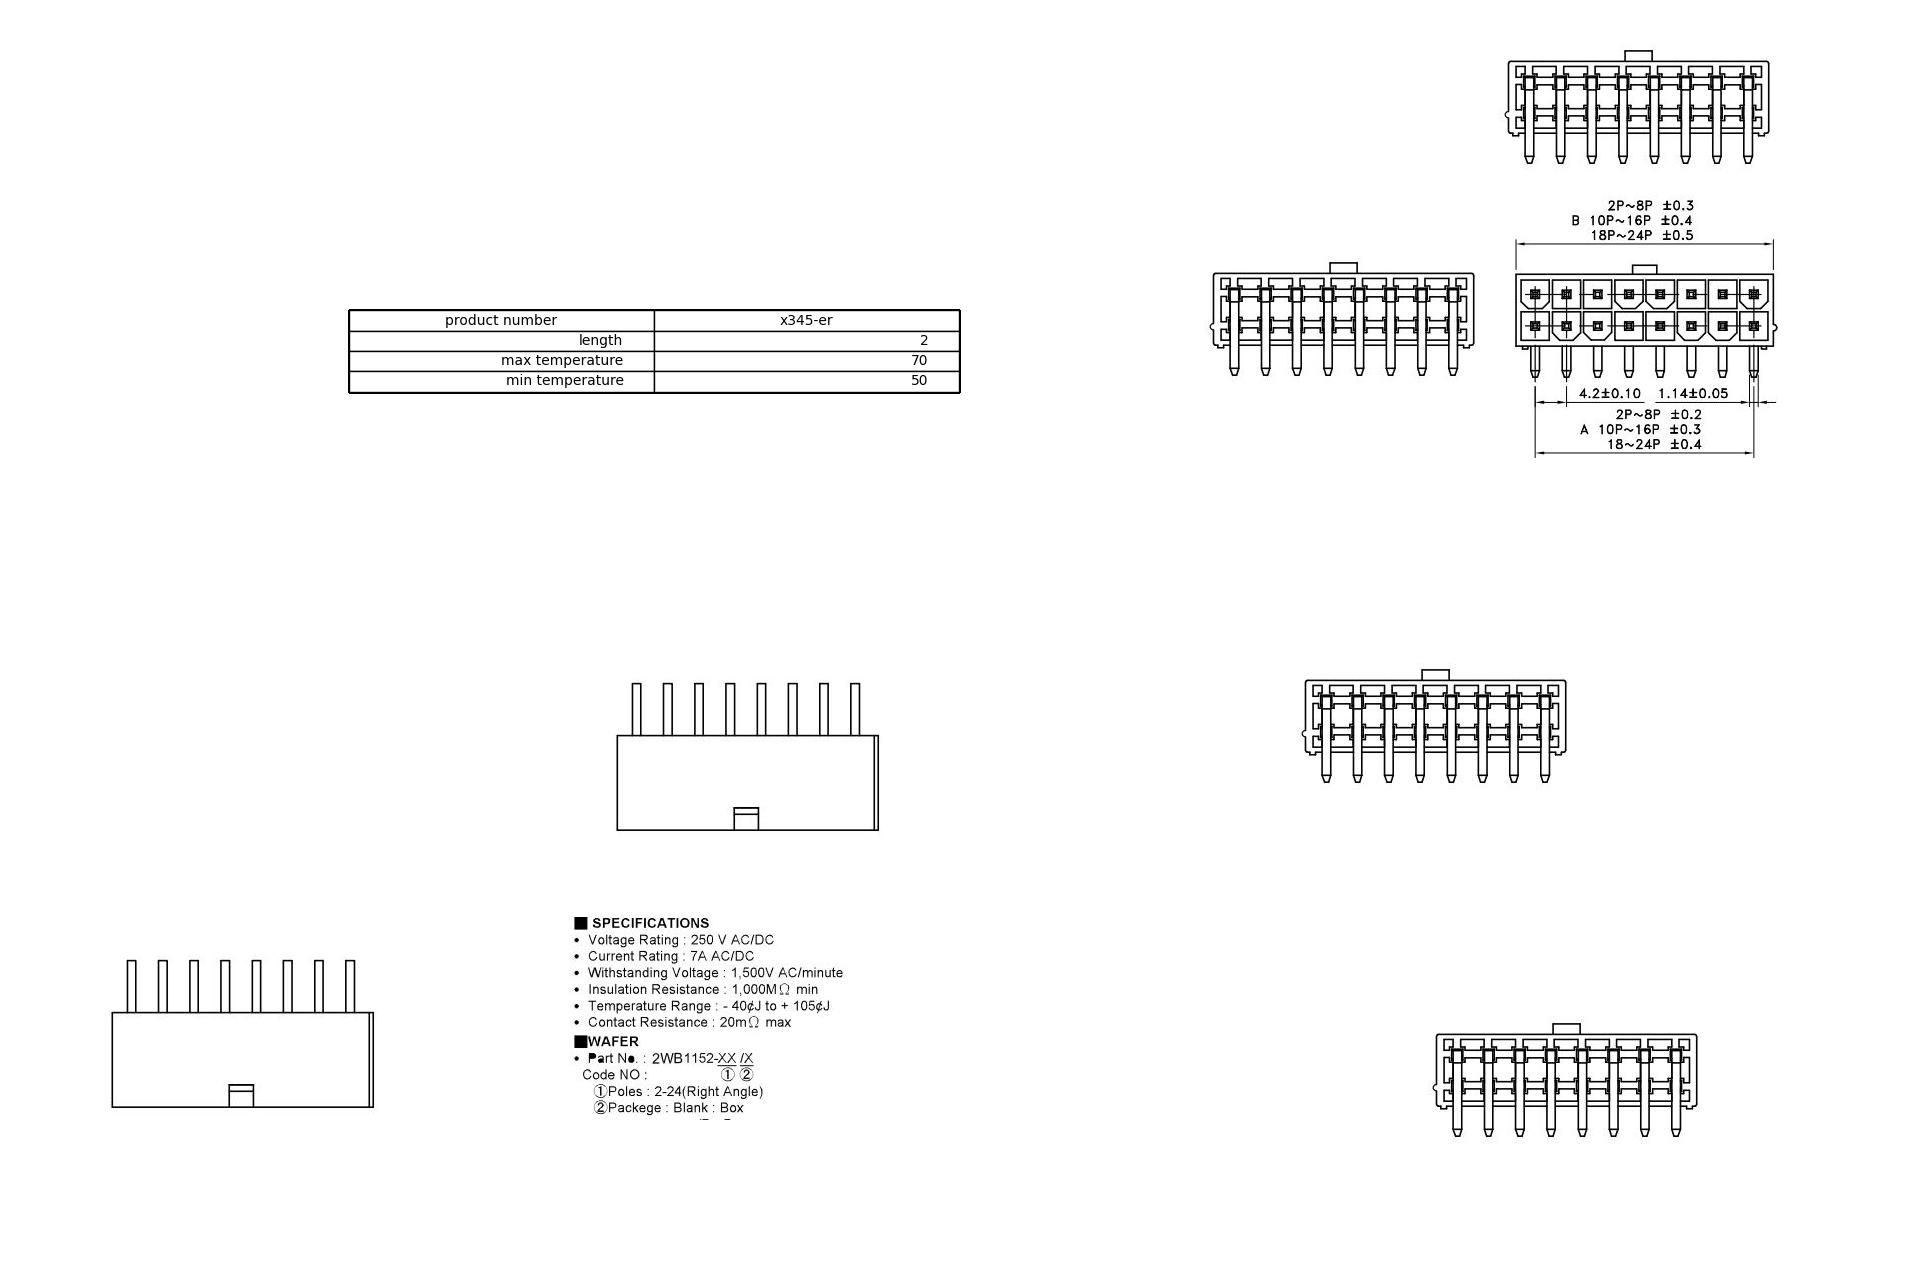 2P~8P ±0.3
B 10P~16P ±0.4
18P~24P ±0.5
product number x345-er
length 2
max temperature 70
min temperature 50
4.2±0.10 1.14±0.05
2P~8P ±0.2
A 10P~16P ±0.3
18~24P ±0.4
■ SPECIFICATIONS
• Voltage Rating : 250 V AC/DC
• Current Rating : 7A AC/DC
• Withstanding Voltage : 1,500V AC/minute
• Insulation Resistance : 1,000MΩ min
• Temperature Range : - 40¢J to + 105¢J
• Contact Resistance : 20mΩ max
■WAFER
• Part No. : 2WB1152-XX /X
Code NO : ① ②
①Poles : 2-24(Right Angle)
②Packege : Blank : Box